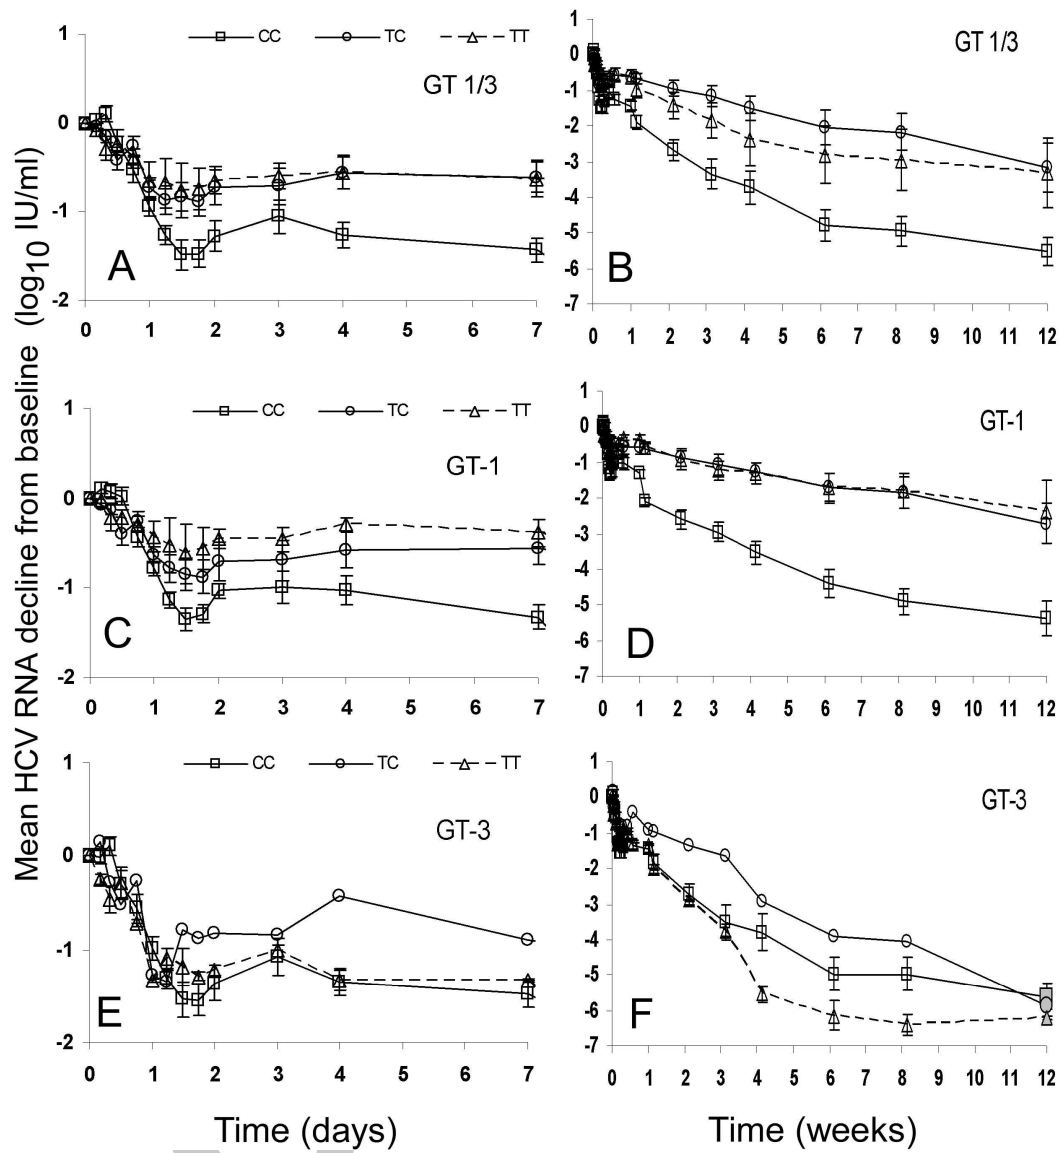 Mean HCV RNA decline from baseline (log10 IU/ml)
CC TC TT
GT 1/3
A
1
0
-1
-2
0 1 2 3 4 5 6 7
GT 1/3
B
1
0
-1
-2
-3
-4
-5
-6
-7
0 1 2 3 4 5 6 7 8 9 10 11 12
CC TC TT
GT-1
C
1
0
-1
-2
0 1 2 3 4 5 6 7
GT-1
D
1
0
-1
-2
-3
-4
-5
-6
-7
0 1 2 3 4 5 6 7 8 9 10 11 12
CC TC TT
GT-3
E
1
0
-1
-2
0 1 2 3 4 5 6 7
GT-3
F
1
0
-1
-2
-3
-4
-5
-6
-7
0 1 2 3 4 5 6 7 8 9 10 11 12
Time (days)
Time (weeks)